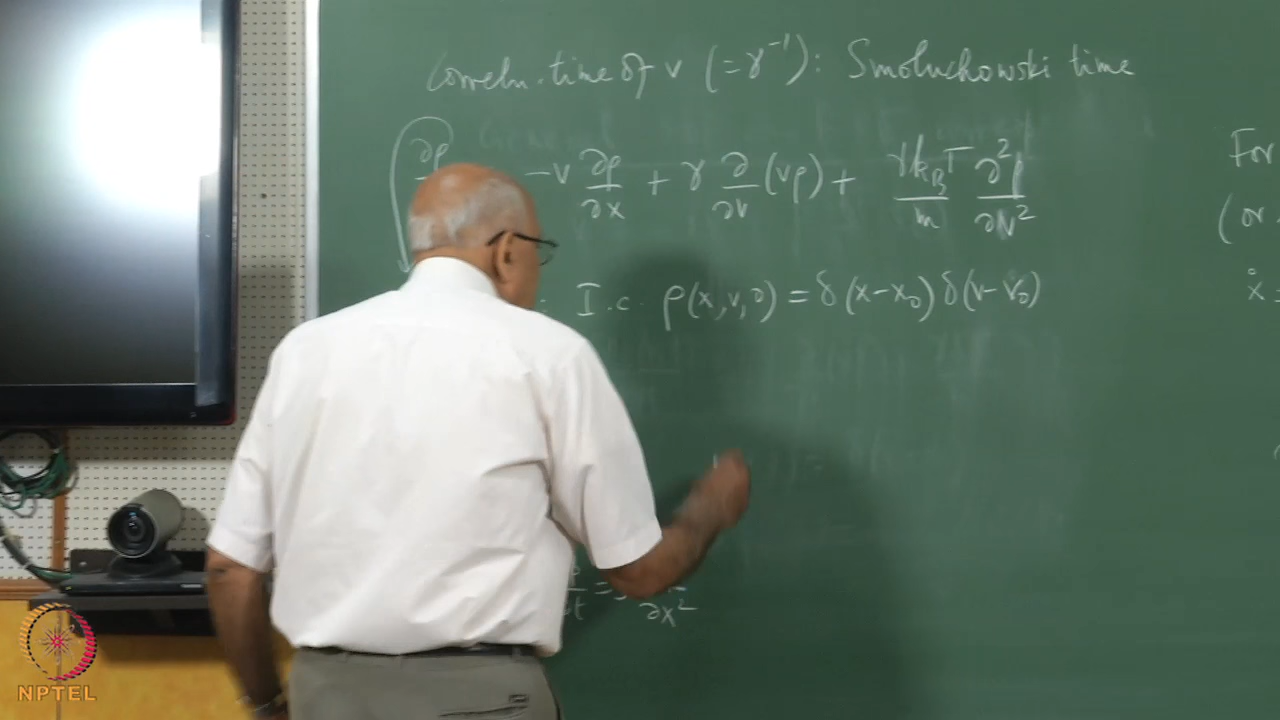 Correln. time of v (= γ⁻¹): Smoluchowski time
∂ρ −v ∂ρ/∂x + γ ∂/∂v (vρ) + γk_BT/m ∂²ρ/∂v²
I.c. ρ(x,v,0) = δ(x−x₀) δ(v−v₀)
∂t = ∂x²
For
(or
ẋ =
NPTEL